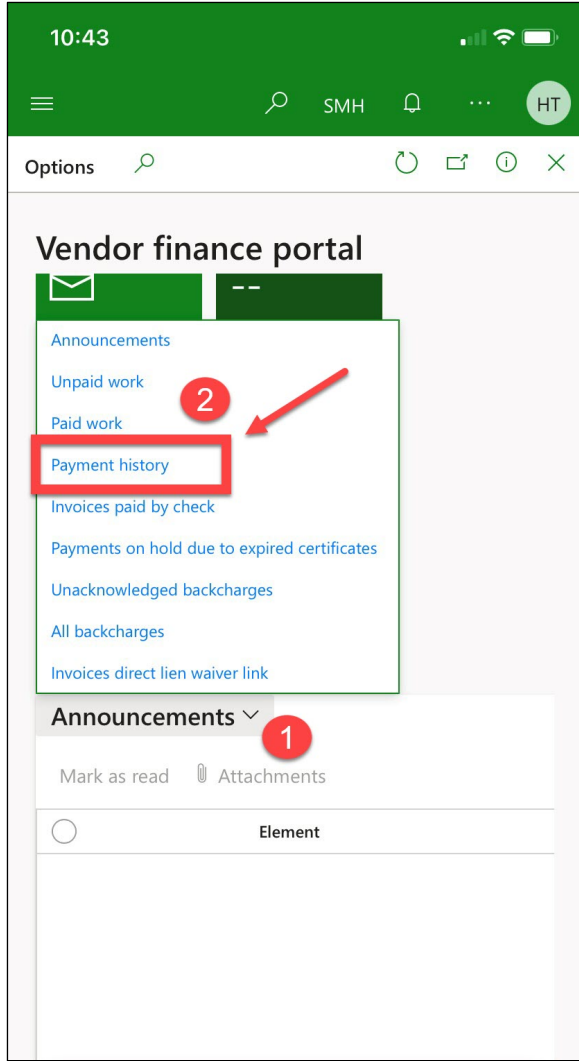 10:43
SMH
HT
Options
Vendor finance portal
--
Announcements
Unpaid work
2
Paid work
Payment history
Invoices paid by check
Payments on hold due to expired certificates
Unacknowledged backcharges
All backcharges
Invoices direct lien waiver link
Announcements
1
Mark as read Attachments
Element